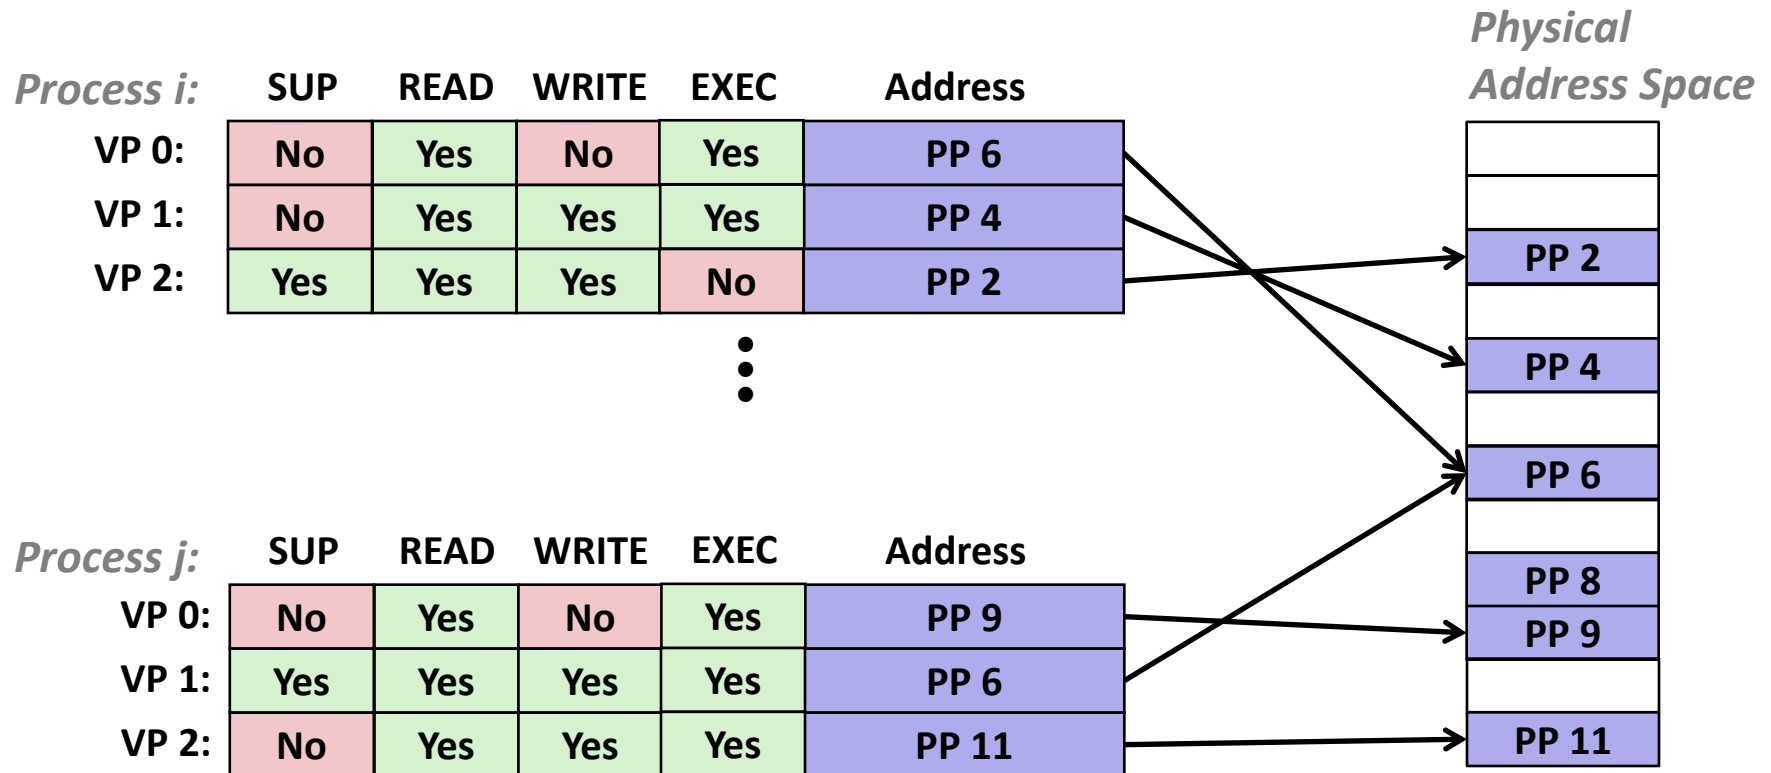 Physical
Address Space
Process i: SUP READ WRITE EXEC Address
VP 0: No Yes No Yes PP 6
VP 1: No Yes Yes Yes PP 4
VP 2: Yes Yes Yes No PP 2
PP 2
PP 4
PP 6
Process j: SUP READ WRITE EXEC Address
VP 0: No Yes No Yes PP 9
VP 1: Yes Yes Yes Yes PP 6
VP 2: No Yes Yes Yes PP 11
PP 8
PP 9
PP 11